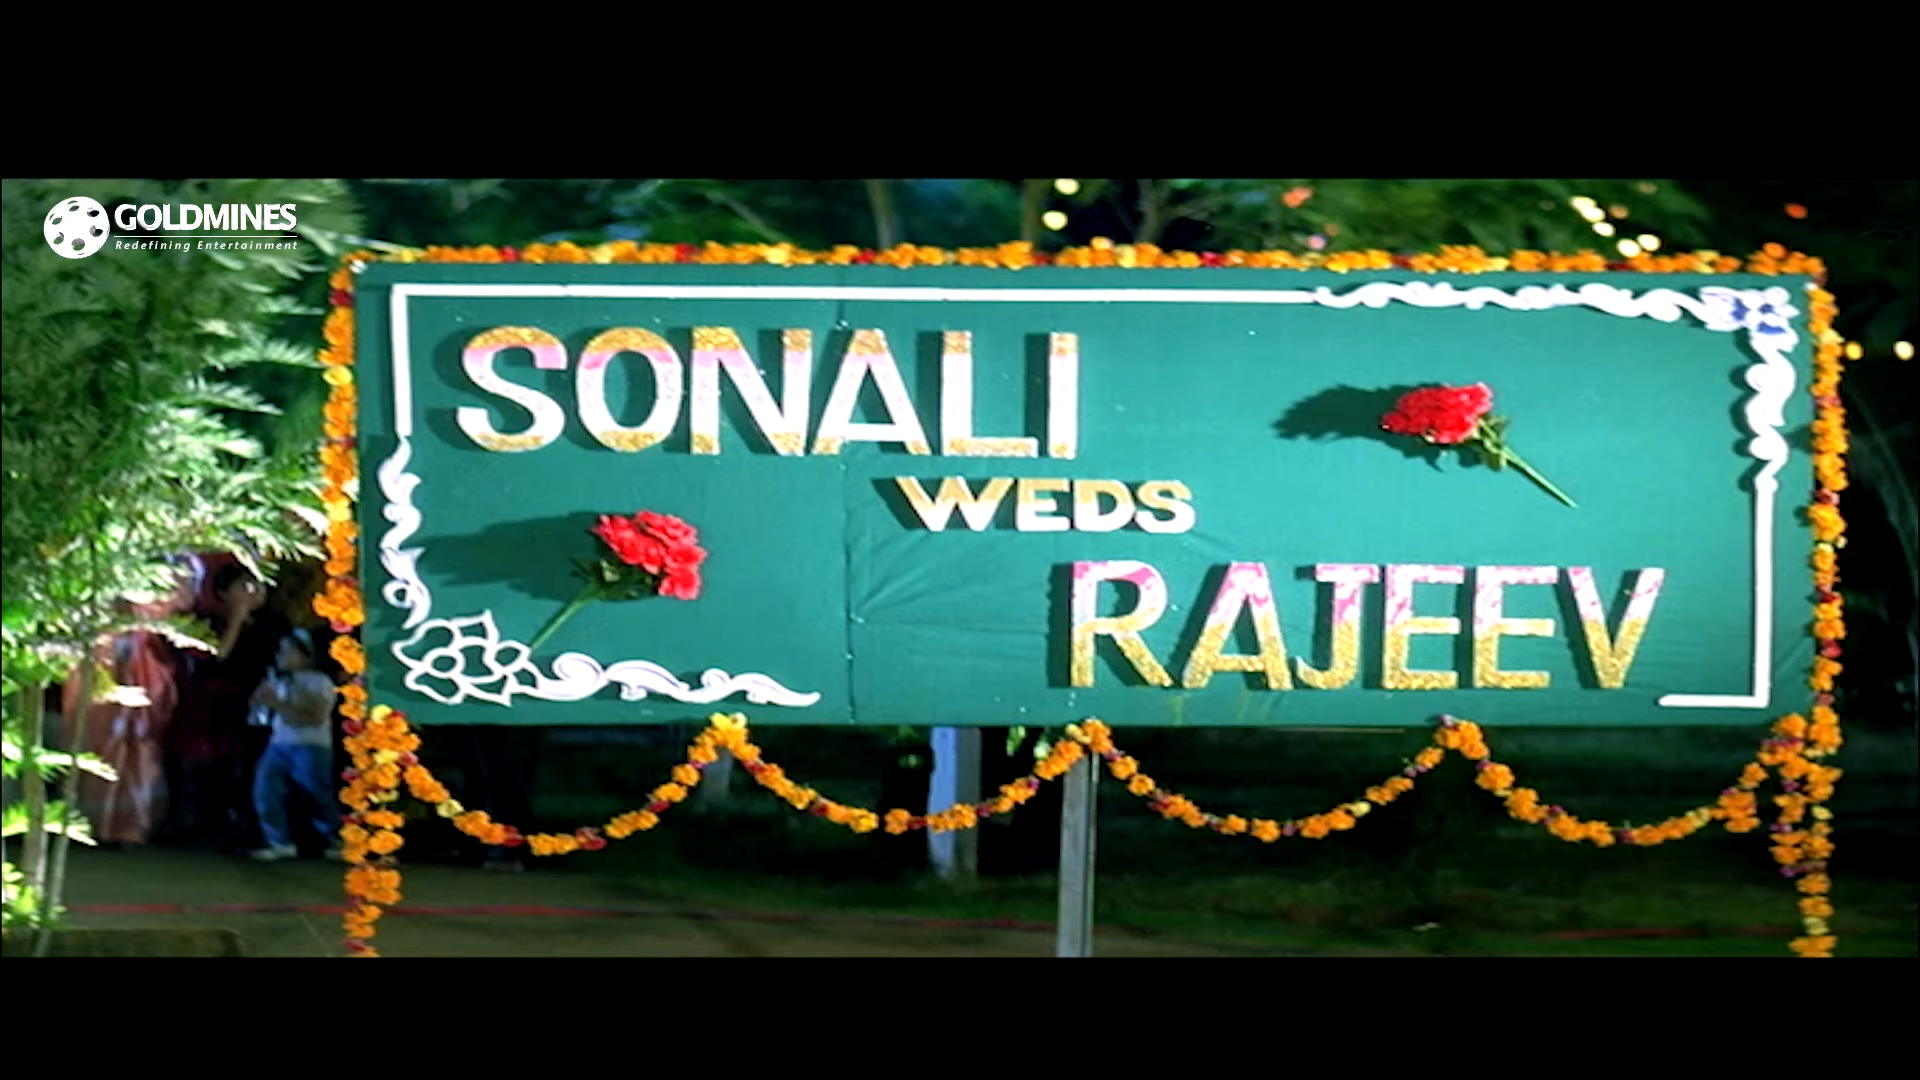 GOLDMINES
Redefining Entertainment
SONALI
WEDS
RAJEEV